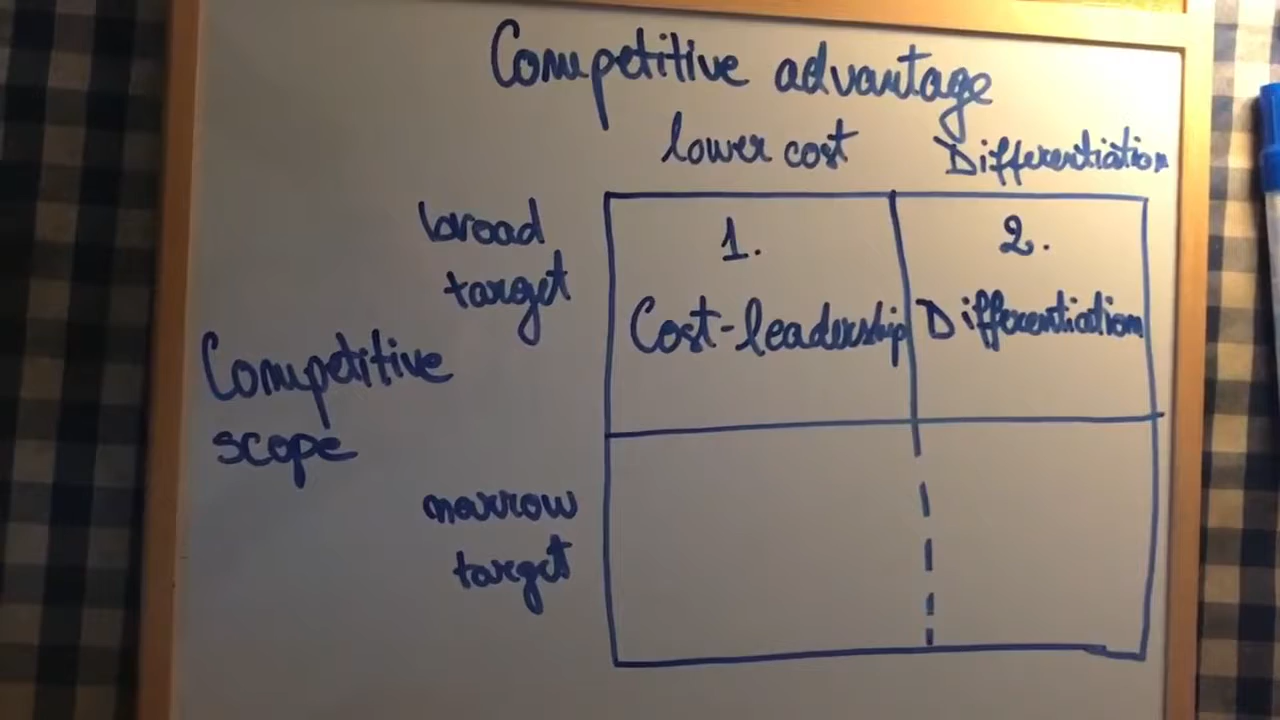 Competitive advantage
lower cost
Differentiation
broad
target
1.
2.
Cost-leadership
Differentiation
Competitive
scope
narrow
target